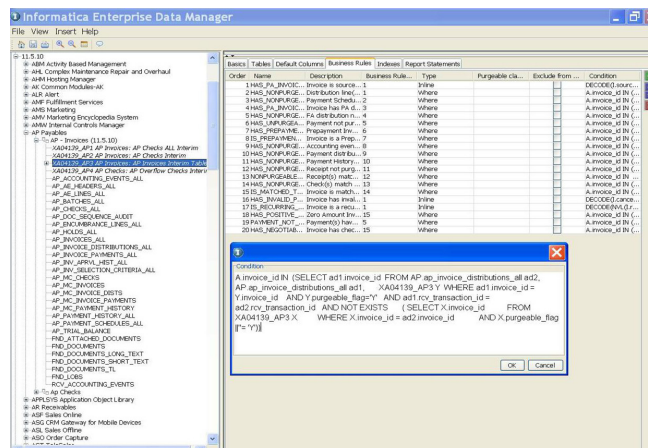 Informatica Enterprise Data Manager
File View Insert Help
11.5.10
ABM Activity Based Management
AHL Complex Maintenance Repair and Overhaul
AHM Hosting Manager
AK Common Modules-AK
ALR Alert
AMF Fulfillment Services
AMS Marketing
AMV Marketing Encyclopedia System
AMW Internal Controls Manager
AP Payables
AP - Invoices (11.5.10)
XA04139_AP1 AP Invoices: AP Checks ALL Interim
XA04139_AP2 AP Invoices: AP Checks Interim
XA04139_AP3 AP Invoices: AP Invoices Interim Table
XA04139_AP4 AP Checks: AP Overflow Checks Interi
AP_ACCOUNTING_EVENTS_ALL
AP_AE_HEADERS_ALL
AP_AE_LINES_ALL
AP_BATCHES_ALL
AP_CHECKS_ALL
AP_DOC_SEQUENCE_AUDIT
AP_ENCUMBRANCE_LINES_ALL
AP_HOLDS_ALL
AP_INVOICES_ALL
AP_INVOICE_DISTRIBUTIONS_ALL
AP_INVOICE_PAYMENTS_ALL
AP_INV_APRVL_HIST_ALL
AP_INV_SELECTION_CRITERIA_ALL
AP_MC_CHECKS
AP_MC_INVOICES
AP_MC_INVOICE_DISTS
AP_MC_INVOICE_PAYMENTS
AP_MC_PAYMENT_HISTORY
AP_PAYMENT_HISTORY_ALL
AP_PAYMENT_SCHEDULES_ALL
AP_TRIAL_BALANCE
FND_ATTACHED_DOCUMENTS
FND_DOCUMENTS
FND_DOCUMENTS_LONG_TEXT
FND_DOCUMENTS_SHORT_TEXT
FND_DOCUMENTS_TL
FND_LOBS
RCV_ACCOUNTING_EVENTS
Ap Checks
APPLSYS Application Object Library
AR Receivables
ASF Sales Online
ASG CRM Gateway for Mobile Devices
ASL Sales Offline
ASO Order Capture
Basics Tables Default Columns Business Rules Indexes Report Statements
Order Name Description Business Rule... Type Purgeable cla... Exclude from ... Condition
1 HAS_PA_INVOIC... Invoice is source... 1 Inline DECODE(I.sourc...
2 HAS_NONPURGE... Distribution line(... 1 Where A.invoice_id IN (...
3 HAS_NONPURGE... Payment Schedu... 2 Where A.invoice_id IN (...
4 HAS_NONPURGE... Invoice has PA d... 3 Where A.invoice_id IN (...
5 HAS_NONPURGE... FA distribution n... 4 Where A.invoice_id IN (...
6 HAS_UNPURGEA... Payment not pur... 5 Where A.invoice_id IN (...
7 HAS_PREPAYME... Prepayment Inv... 6 Where A.invoice_id IN (...
8 IS_PREPAYMEN... Invoice is a Prep... 7 Where A.invoice_id IN (...
9 HAS_NONPURGE... Accounting even... 8 Where A.invoice_id IN (...
10 HAS_NONPURGE... Payment distribu... 9 Where A.invoice_id IN (...
11 HAS_NONPURGE... Payment History... 10 Where A.invoice_id IN (...
12 HAS_NONPURGE... Receipt not purg... 11 Where A.invoice_id IN (...
13 NONPURGEABLE... Receipt(s) matc... 12 Where A.invoice_id IN ...
14 HAS_NONPURGE... Check(s) match ... 13 Where A.invoice_id IN (...
15 IS_MATCHED_T... Invoice is match... 14 Where A.invoice_id IN (...
16 HAS_INVALID_P... Invoice has inval... 1 Inline DECODE(I.cance...
17 IS_RECURRING_... Invoice is a recu... 1 Inline DECODE(NVL(I.r...
18 HAS_POSITIVE_... Zero Amount Inv... 15 Where A.invoice_id IN (...
19 PAYMENT_NOT_... Payment(s) hav... 5 Where A.invoice_id IN (...
20 HAS_NEGOTIAB... Invoice has chec... 15 Where A.invoice_id IN (...
Condition
A.invoice_id IN (SELECT ad1.invoice_id FROM AP.ap_invoice_distributions_all ad2,
AP.ap_invoice_distributions_all ad1, XA04139_AP3 Y WHERE ad1.invoice_id =
Y.invoice_id AND Y.purgeable_flag='Y' AND ad1.rcv_transaction_id =
ad2.rcv_transaction_id AND NOT EXISTS ( SELECT X.invoice_id FROM
XA04139_AP3 X WHERE X.invoice_id = ad2.invoice_id AND X.purgeable_flag
||''= 'Y'))
OK Cancel